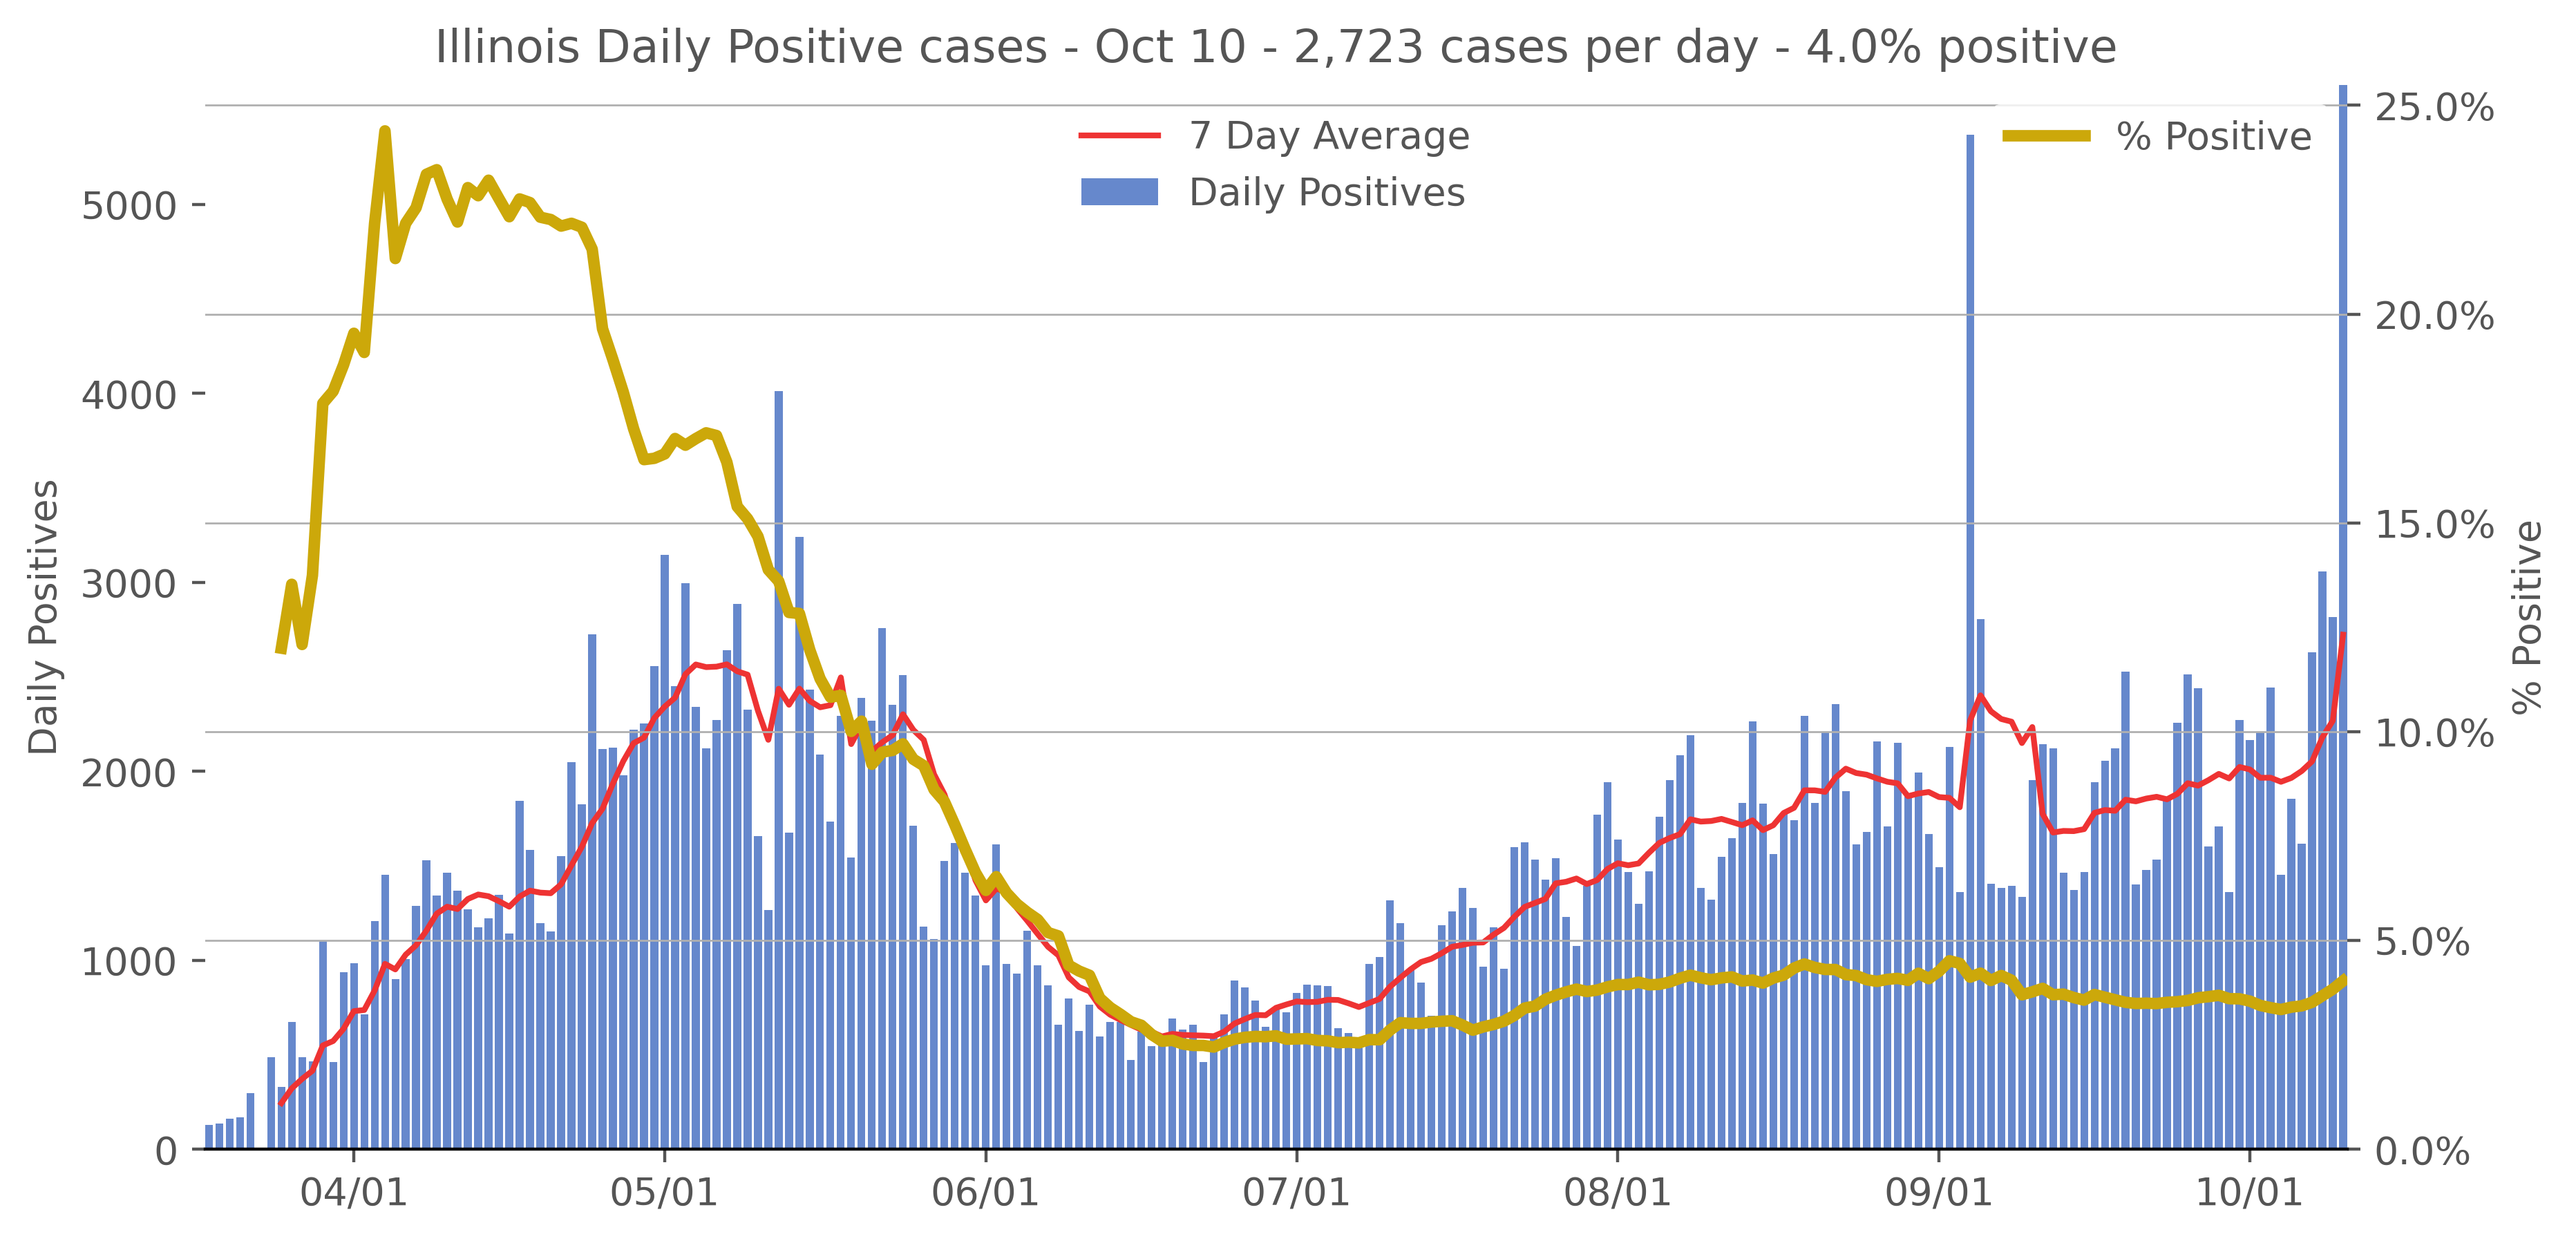 Illinois Daily Positive cases - Oct 10 - 2,723 cases per day - 4.0% positive
7 Day Average
Daily Positives
% Positive
Daily Positives
5000
4000
3000
2000
1000
0
25.0%
20.0%
15.0%
10.0%
5.0%
0.0%
% Positive
04/01 05/01 06/01 07/01 08/01 09/01 10/01